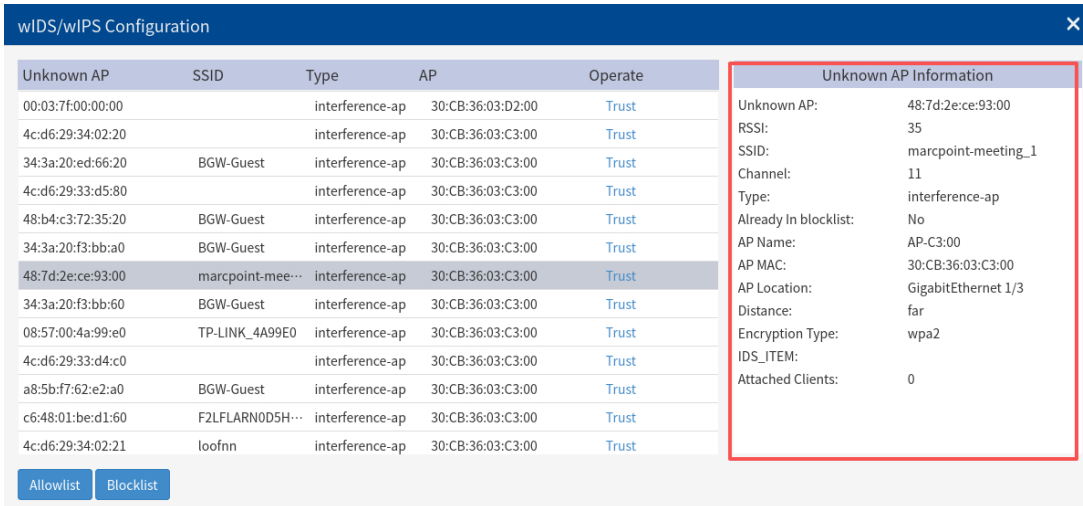 wIDS/wIPS Configuration
Unknown AP SSID Type AP Operate
00:03:7f:00:00:00 interference-ap 30:CB:36:03:D2:00 Trust
4c:d6:29:34:02:20 interference-ap 30:CB:36:03:C3:00 Trust
34:3a:20:ed:66:20 BGW-Guest interference-ap 30:CB:36:03:C3:00 Trust
4c:d6:29:33:d5:80 interference-ap 30:CB:36:03:C3:00 Trust
48:b4:c3:72:35:20 BGW-Guest interference-ap 30:CB:36:03:C3:00 Trust
34:3a:20:f3:bb:a0 BGW-Guest interference-ap 30:CB:36:03:C3:00 Trust
48:7d:2e:ce:93:00 marcpoint-mee··· interference-ap 30:CB:36:03:C3:00 Trust
34:3a:20:f3:bb:60 BGW-Guest interference-ap 30:CB:36:03:C3:00 Trust
08:57:00:4a:99:e0 TP-LINK_4A99E0 interference-ap 30:CB:36:03:C3:00 Trust
4c:d6:29:33:d4:c0 interference-ap 30:CB:36:03:C3:00 Trust
a8:5b:f7:62:e2:a0 BGW-Guest interference-ap 30:CB:36:03:C3:00 Trust
c6:48:01:be:d1:60 F2LFLARN0D5H··· interference-ap 30:CB:36:03:C3:00 Trust
4c:d6:29:34:02:21 loofnn interference-ap 30:CB:36:03:C3:00 Trust
Allowlist Blocklist
Unknown AP Information
Unknown AP: 48:7d:2e:ce:93:00
RSSI: 35
SSID: marcpoint-meeting_1
Channel: 11
Type: interference-ap
Already In blocklist: No
AP Name: AP-C3:00
AP MAC: 30:CB:36:03:C3:00
AP Location: GigabitEthernet 1/3
Distance: far
Encryption Type: wpa2
IDS_ITEM:
Attached Clients: 0